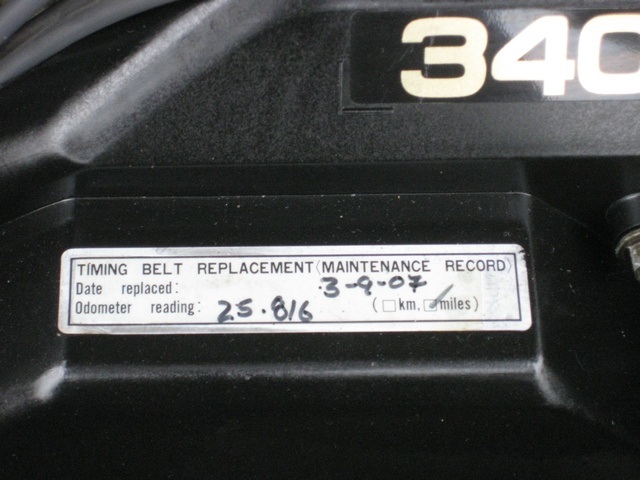 340
TIMING BELT REPLACEMENT (MAINTENANCE RECORD)
Date replaced: 3-9-07
Odometer reading: 25.816 (□km, ☑miles)